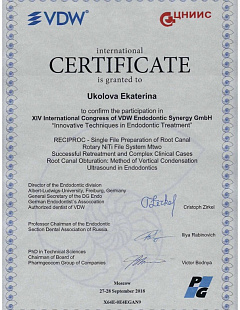 VDW
ЦНИИС
international
CERTIFICATE
is granted to
Ukolova Ekaterina
to confirm the participation in
XIV International Congress of VDW Endodontic Synergy GmbH
"Innovative Techniques in Endodontic Treatment"
RECIPROC - Single File Preparation of Root Canal
Rotary NiTi File System Mtwo
Successful Retreatment and Complex Clinical Cases
Root Canal Obturation: Method of Vertical Condensation
Ultrasound in Endodontics
Director of the Endodontic division
Albert-Ludwigs-University, Freiburg, Germany
General Secretary of the DG Endo
German Endodontist's Association
Authorized dentist of VDW
Cristoph Zirkel
Professor Chairman of the Endodontic
Section Dental Association of Russia
Illya Rabinovich
PhD in Technical Sciences
Chairman of Board of
Pharmgeocom Group of Companies
Victor Bodnya
Moscow
27-28 September 2018
PG